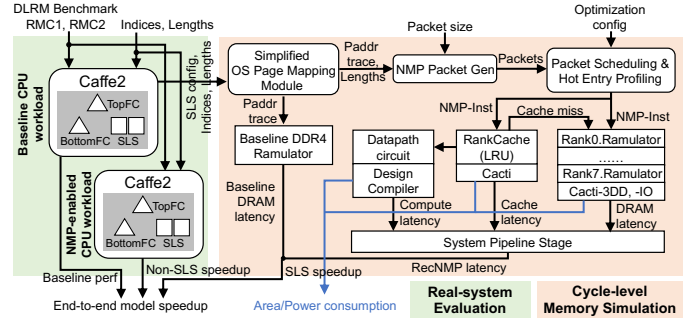 DLRM Benchmark
RMC1, RMC2
Indices, Lengths
Packet size
Optimization
config
Baseline CPU
workload
Caffe2
TopFC
BottomFC
SLS
SLS config,
Indices, Lengths
Simplified
OS Page Mapping
Module
Paddr
trace,
Lengths
NMP Packet Gen
Packets
Packet Scheduling &
Hot Entry Profiling
Paddr
trace
NMP-Inst
Cache miss
NMP-Inst
Baseline DDR4
Ramulator
Datapath
circuit
Design
Compiler
RankCache
(LRU)
Cacti
Rank0.Ramulator
......
Rank7.Ramulator
Cacti-3DD, -IO
NMP-enabled
CPU workload
Caffe2
TopFC
BottomFC
SLS
Baseline
DRAM
latency
Compute
latency
Cache
latency
DRAM
latency
System Pipeline Stage
Baseline perf
Non-SLS speedup
SLS speedup
RecNMP latency
End-to-end model speedup
Area/Power consumption
Real-system
Evaluation
Cycle-level
Memory Simulation